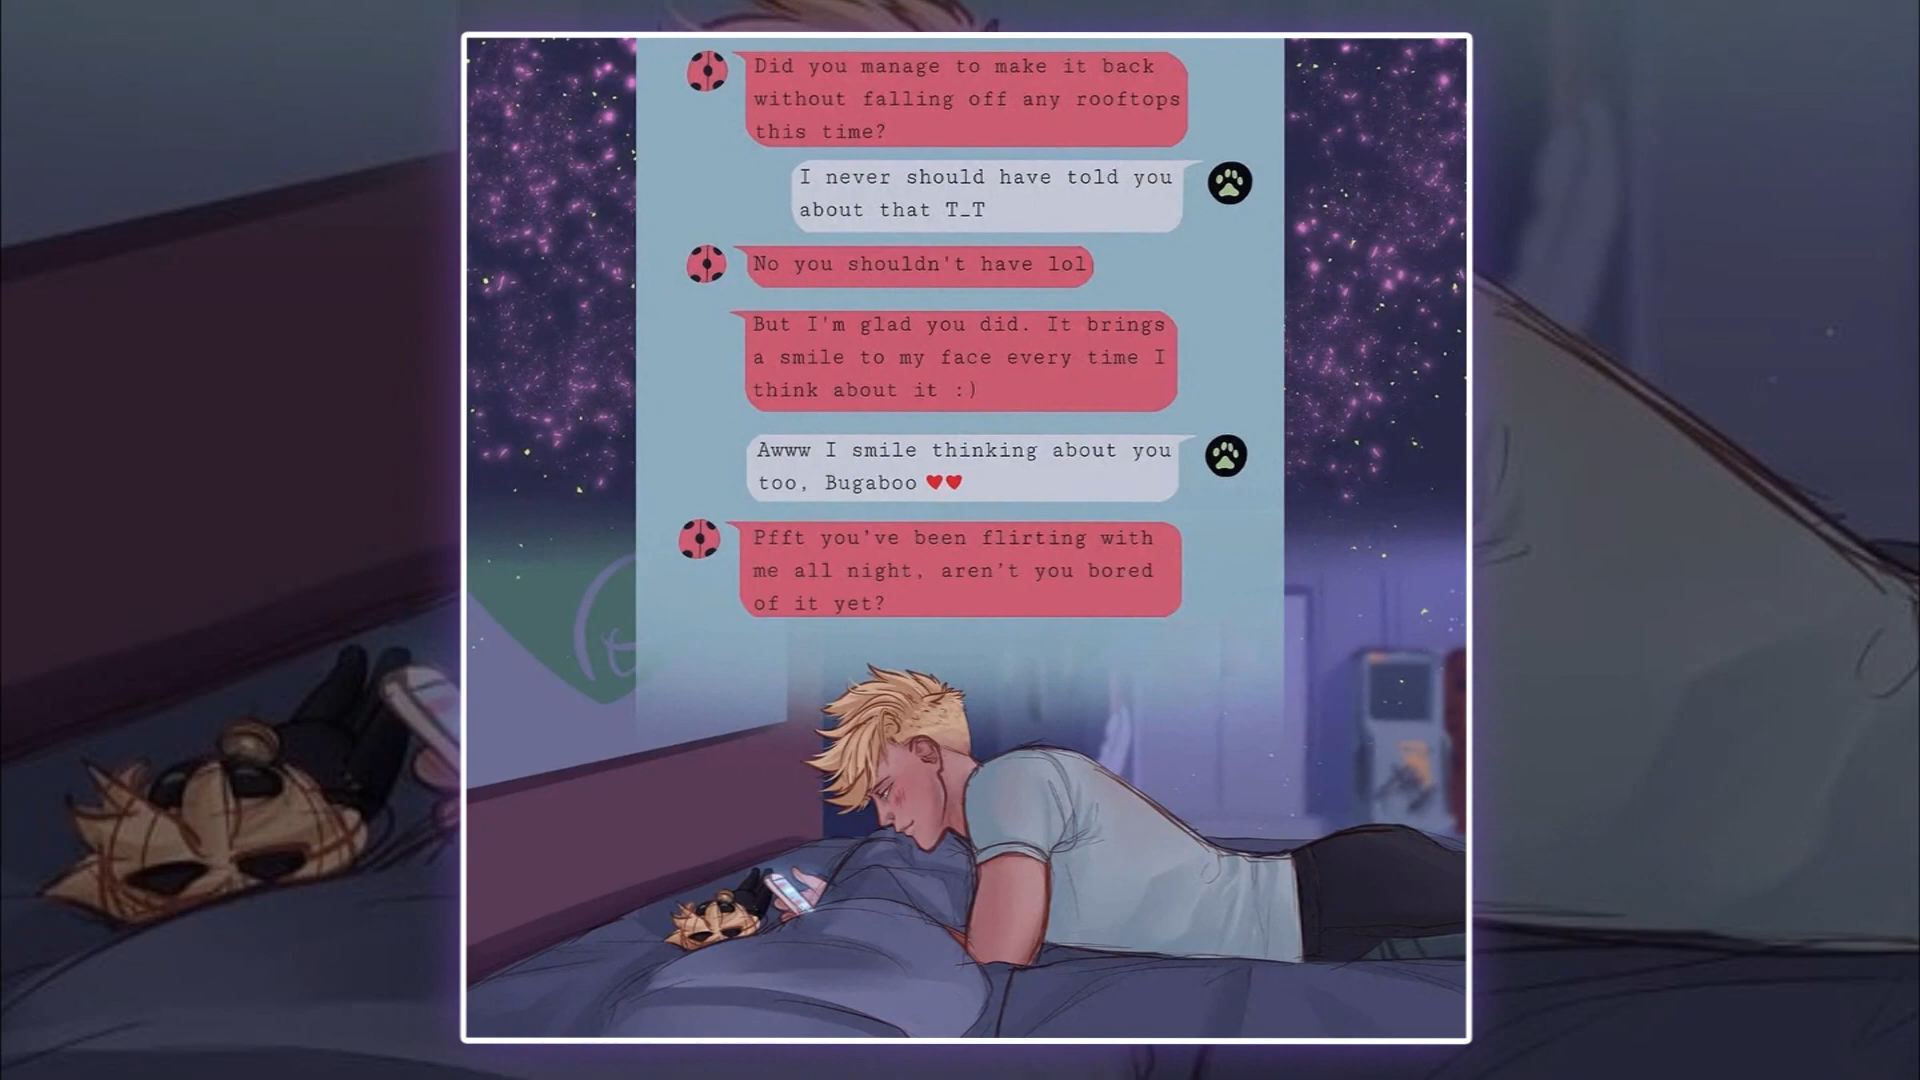 Did you manage to make it back
without falling off any rooftops
this time?
I never should have told you
about that T_T
No you shouldn't have lol
But I'm glad you did. It brings
a smile to my face every time I
think about it :)
Awww I smile thinking about you
too, Bugaboo ♥♥
Pfft you've been flirting with
me all night, aren't you bored
of it yet?